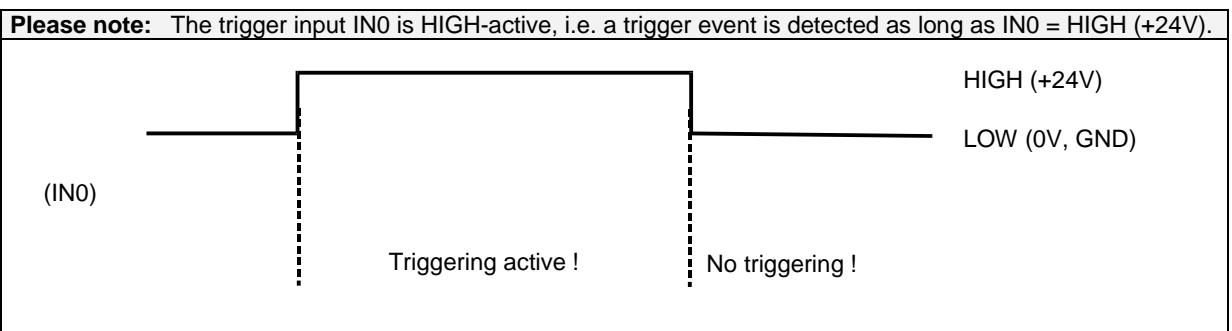 Please note: The trigger input IN0 is HIGH-active, i.e. a trigger event is detected as long as IN0 = HIGH (+24V).
HIGH (+24V)
LOW (0V, GND)
(IN0)
Triggering active !
No triggering !